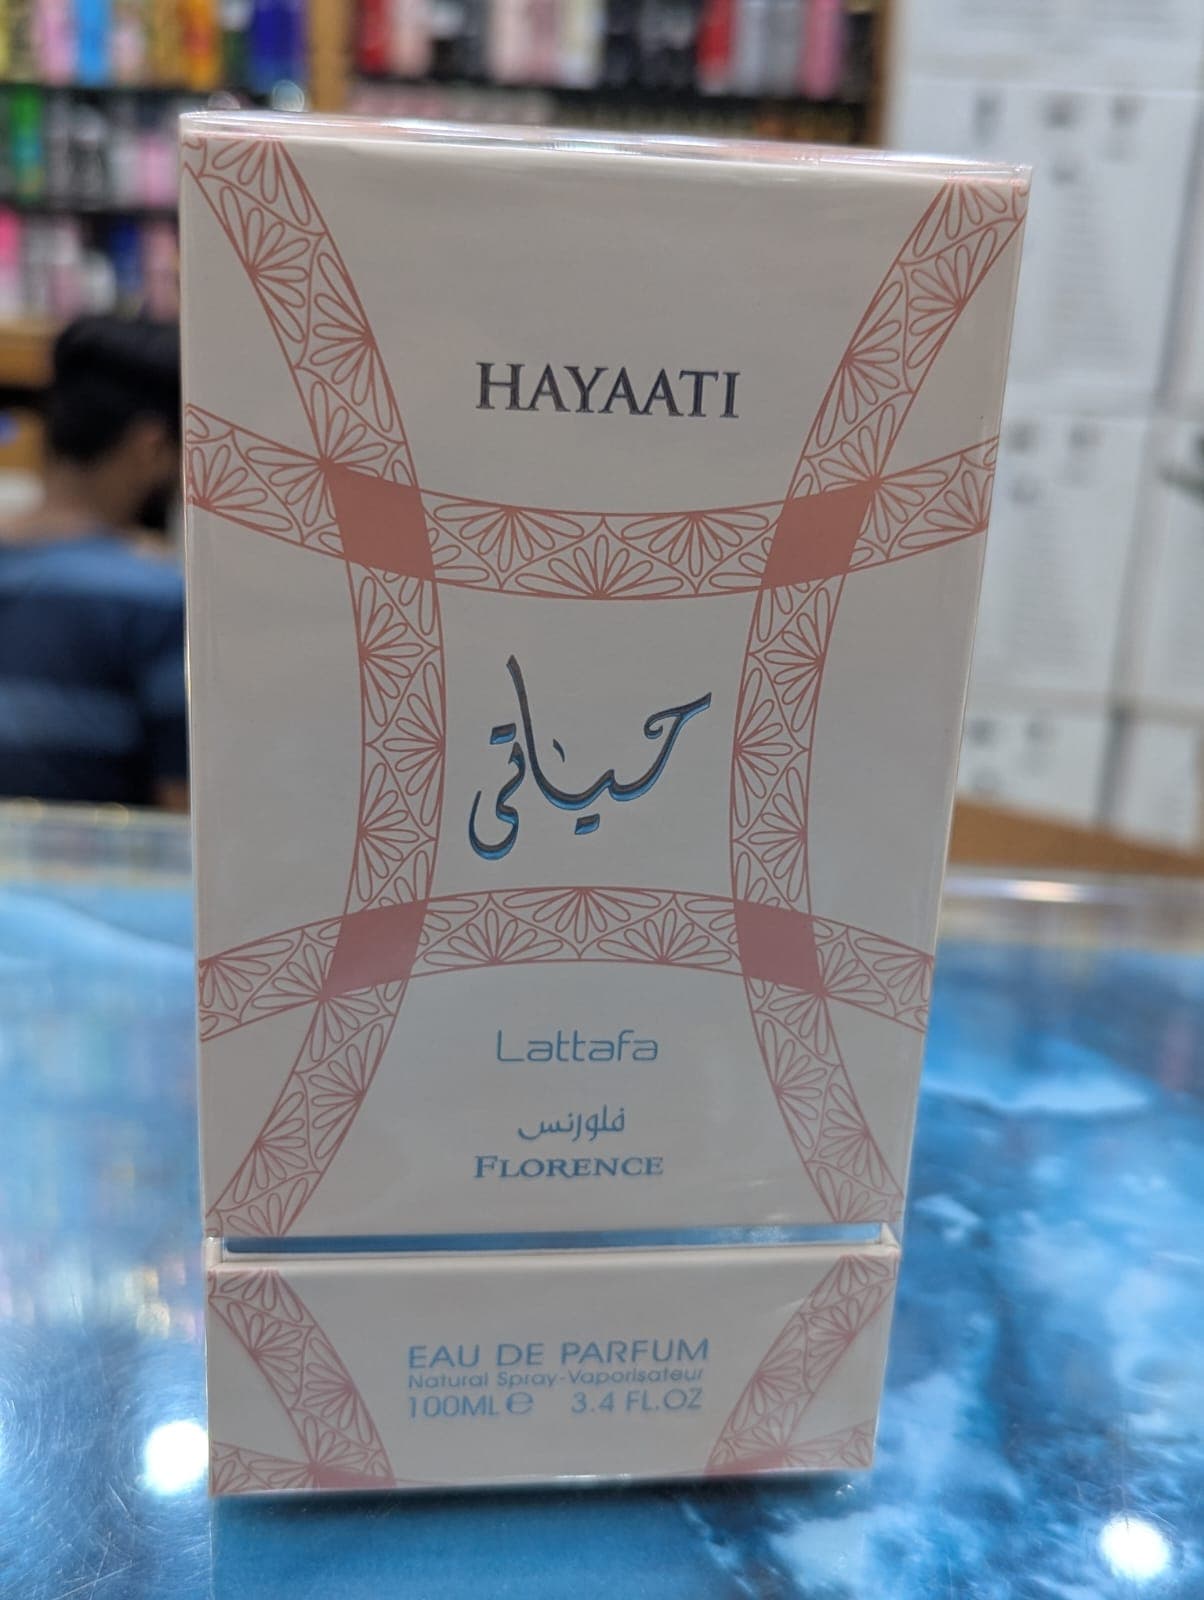 HAYAATI
حياتي
Lattafa
فلورنس
FLORENCE
EAU DE PARFUM
Natural Spray-Vaporisateur
100ML ℮ 3.4 FL.OZ